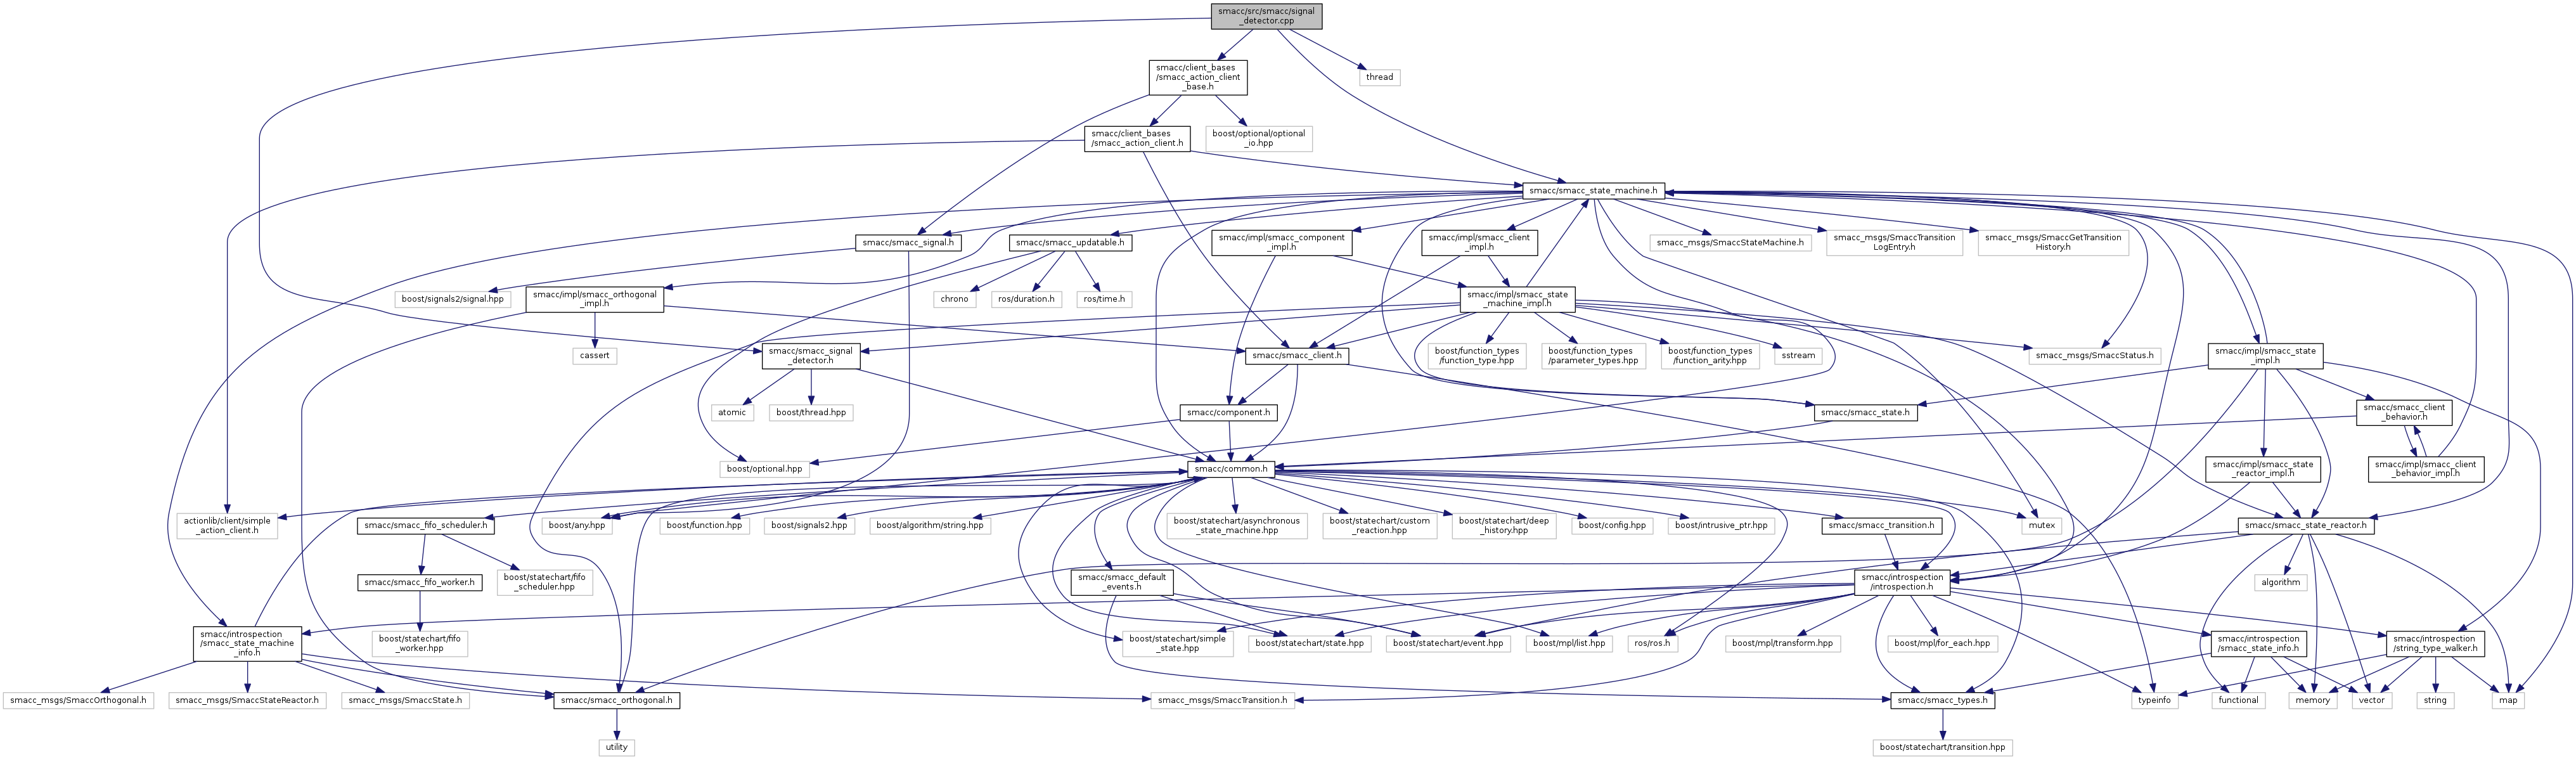 smacc/src/smacc/signal
_detector.cpp
smacc/client_bases
/smacc_action_client
_base.h
thread
smacc/client_bases
/smacc_action_client.h
boost/optional/optional
_io.hpp
smacc/smacc_state_machine.h
smacc/smacc_signal.h
smacc/smacc_updatable.h
smacc/impl/smacc_component
_impl.h
smacc/impl/smacc_client
_impl.h
smacc_msgs/SmaccStateMachine.h
smacc_msgs/SmaccTransition
LogEntry.h
smacc_msgs/SmaccGetTransition
History.h
boost/signals2/signal.hpp
smacc/impl/smacc_orthogonal
_impl.h
chrono
ros/duration.h
ros/time.h
smacc/impl/smacc_state
_machine_impl.h
cassert
smacc/smacc_signal
_detector.h
smacc/smacc_client.h
boost/function_types
/function_type.hpp
boost/function_types
/parameter_types.hpp
boost/function_types
/function_arity.hpp
sstream
smacc_msgs/SmaccStatus.h
smacc/impl/smacc_state
_impl.h
atomic
boost/thread.hpp
smacc/component.h
smacc/smacc_state.h
smacc/smacc_client
_behavior.h
boost/optional.hpp
smacc/common.h
smacc/impl/smacc_state
_reactor_impl.h
smacc/impl/smacc_client
_behavior_impl.h
actionlib/client/simple
_action_client.h
smacc/smacc_fifo_scheduler.h
boost/any.hpp
boost/function.hpp
boost/signals2.hpp
boost/algorithm/string.hpp
boost/statechart/asynchronous
_state_machine.hpp
boost/statechart/custom
_reaction.hpp
boost/statechart/deep
_history.hpp
boost/config.hpp
boost/intrusive_ptr.hpp
smacc/smacc_transition.h
mutex
smacc/smacc_state_reactor.h
smacc/smacc_fifo_worker.h
boost/statechart/fifo
_scheduler.hpp
smacc/smacc_default
_events.h
smacc/introspection
/introspection.h
algorithm
smacc/introspection
/smacc_state_machine
_info.h
boost/statechart/fifo
_worker.hpp
boost/statechart/simple
_state.hpp
boost/statechart/state.hpp
boost/statechart/event.hpp
boost/mpl/list.hpp
ros/ros.h
boost/mpl/transform.hpp
boost/mpl/for_each.hpp
smacc/introspection
/smacc_state_info.h
smacc/introspection
/string_type_walker.h
smacc_msgs/SmaccOrthogonal.h
smacc_msgs/SmaccStateReactor.h
smacc_msgs/SmaccState.h
smacc/smacc_orthogonal.h
smacc_msgs/SmaccTransition.h
smacc/smacc_types.h
typeinfo
functional
memory
vector
string
map
utility
boost/statechart/transition.hpp